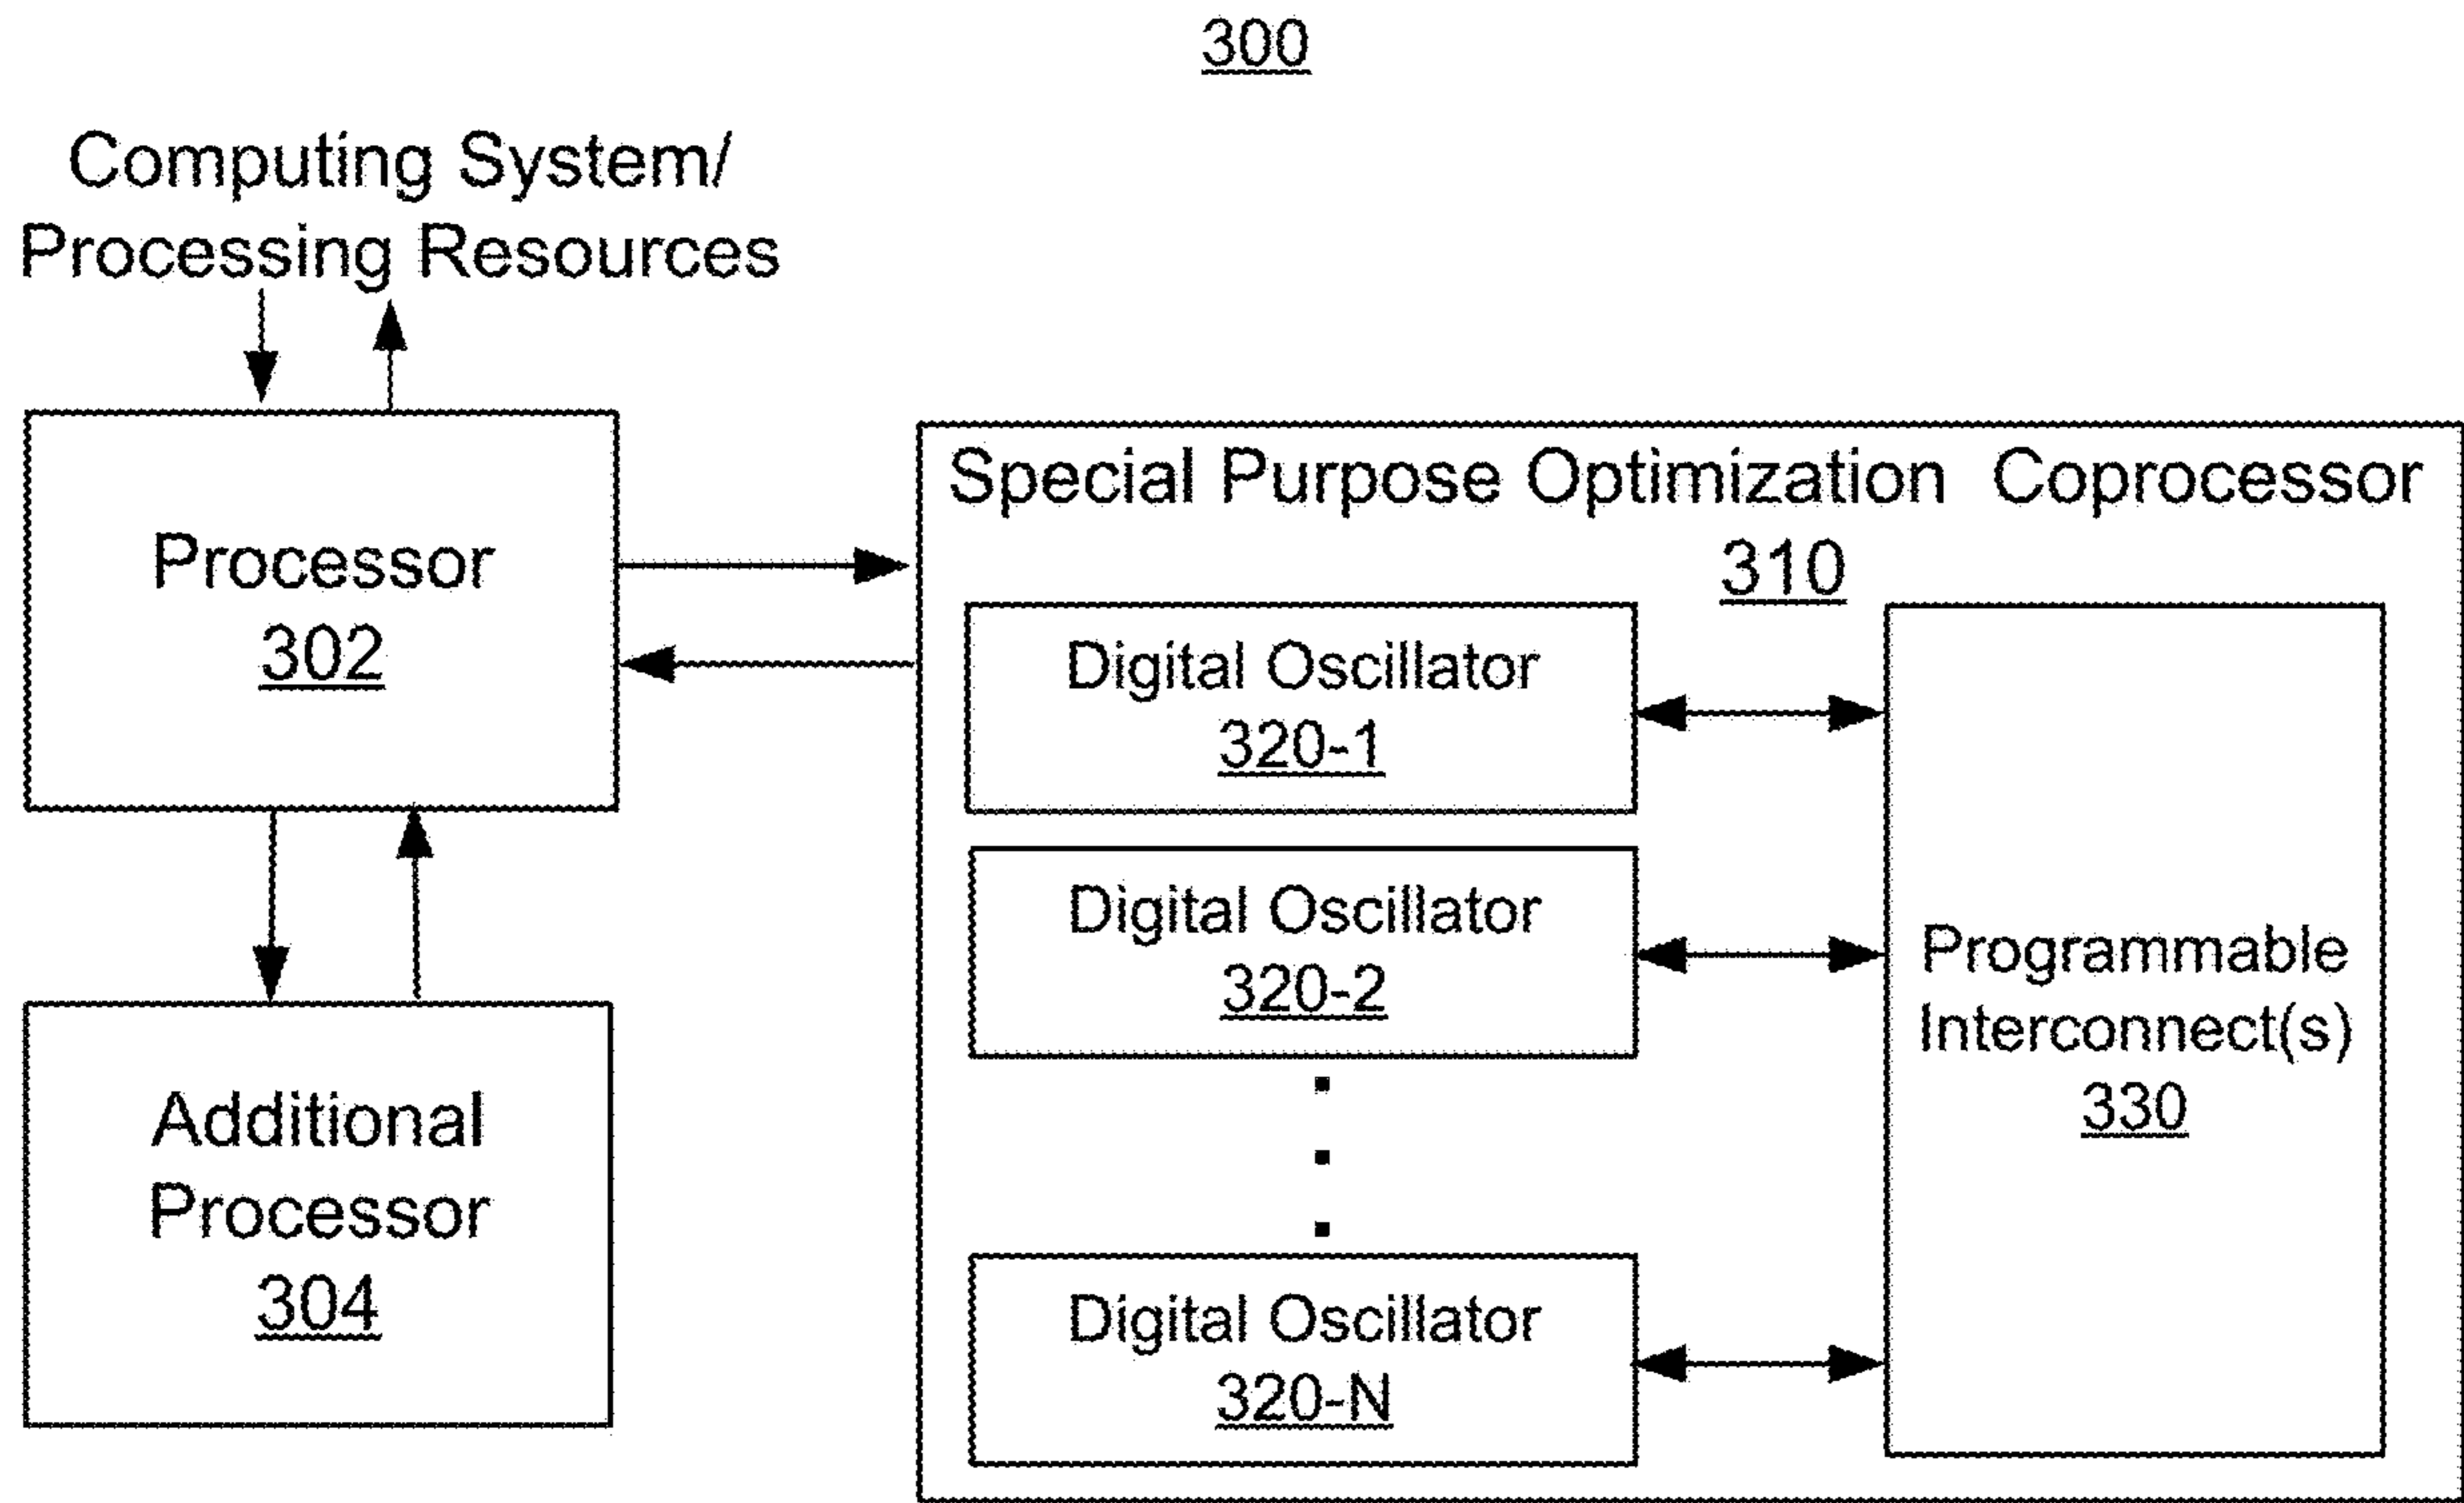 300
Computing System/
Processing Resources
Processor
302
Additional
Processor
304
Special Purpose Optimization Coprocessor
310
Digital Oscillator
320-1
Digital Oscillator
320-2
Digital Oscillator
320-N
Programmable
Interconnect(s)
330